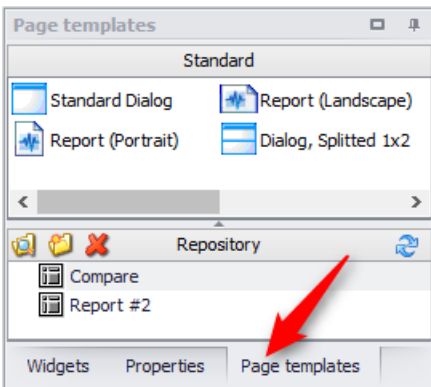 Page templates
Standard
Standard Dialog
Report (Landscape)
Report (Portrait)
Dialog, Splitted 1x2
Repository
Compare
Report #2
Widgets Properties Page templates